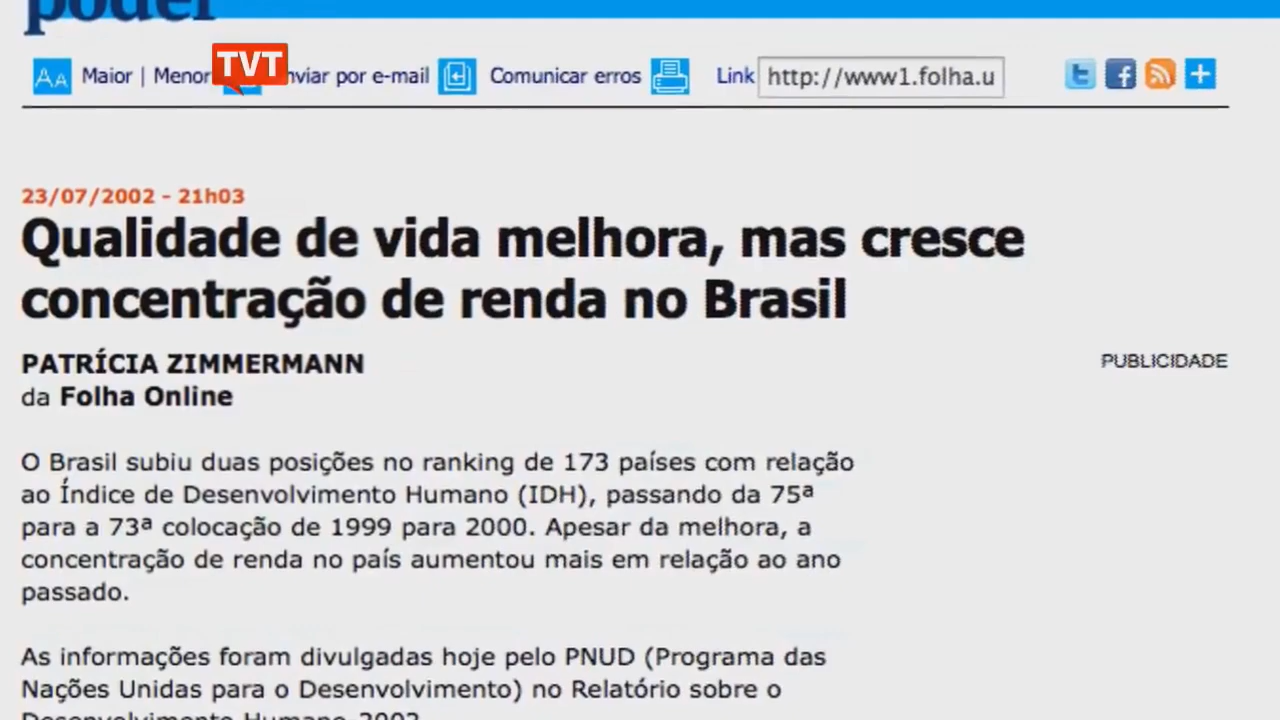 poder
TVT
Maior | Menor nviar por e-mail Comunicar erros Link http://www1.folha.u
23/07/2002 - 21h03
Qualidade de vida melhora, mas cresce
concentração de renda no Brasil
PATRÍCIA ZIMMERMANN
da Folha Online
PUBLICIDADE
O Brasil subiu duas posições no ranking de 173 países com relação
ao Índice de Desenvolvimento Humano (IDH), passando da 75ª
para a 73ª colocação de 1999 para 2000. Apesar da melhora, a
concentração de renda no país aumentou mais em relação ao ano
passado.
As informações foram divulgadas hoje pelo PNUD (Programa das
Nações Unidas para o Desenvolvimento) no Relatório sobre o
Desenvolvimento Humano 2002.